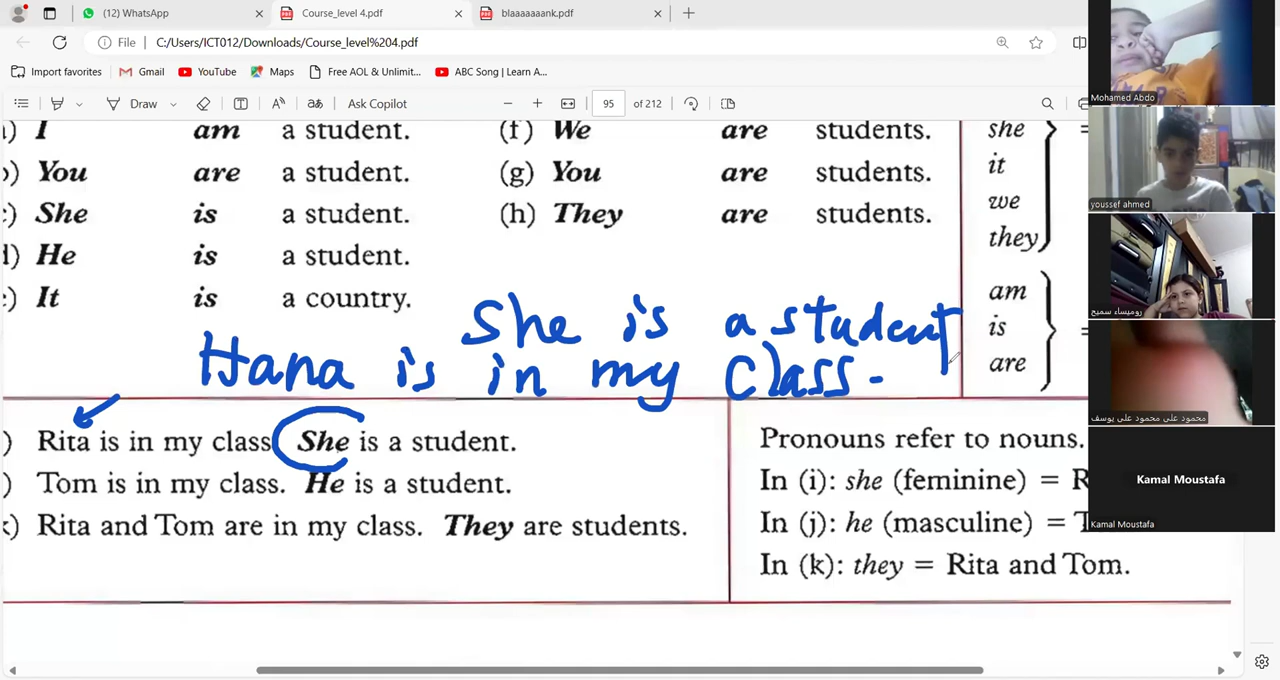 (12) WhatsApp
Course_level 4.pdf
blaaaaaaank.pdf
File
C:/Users/ICT012/Downloads/Course_level%204.pdf
Import favorites
Gmail
YouTube
Maps
Free AOL & Unlimit...
ABC Song | Learn A...
Draw
Ask Copilot
95 of 212
I am a student.
(f) We are students.
You are a student.
(g) You are students.
She is a student.
(h) They are students.
He is a student.
It is a country.
she
it
we
they
am
is
are
She is a student
Hana is in my class.
Rita is in my class. She is a student.
Tom is in my class. He is a student.
Rita and Tom are in my class. They are students.
Pronouns refer to nouns.
In (i): she (feminine) =
In (j): he (masculine) =
In (k): they = Rita and Tom.
Mohamed Abdo
youssef ahmed
روميساء سميح
محمود على محمود على يوسف
Kamal Moustafa
Kamal Moustafa